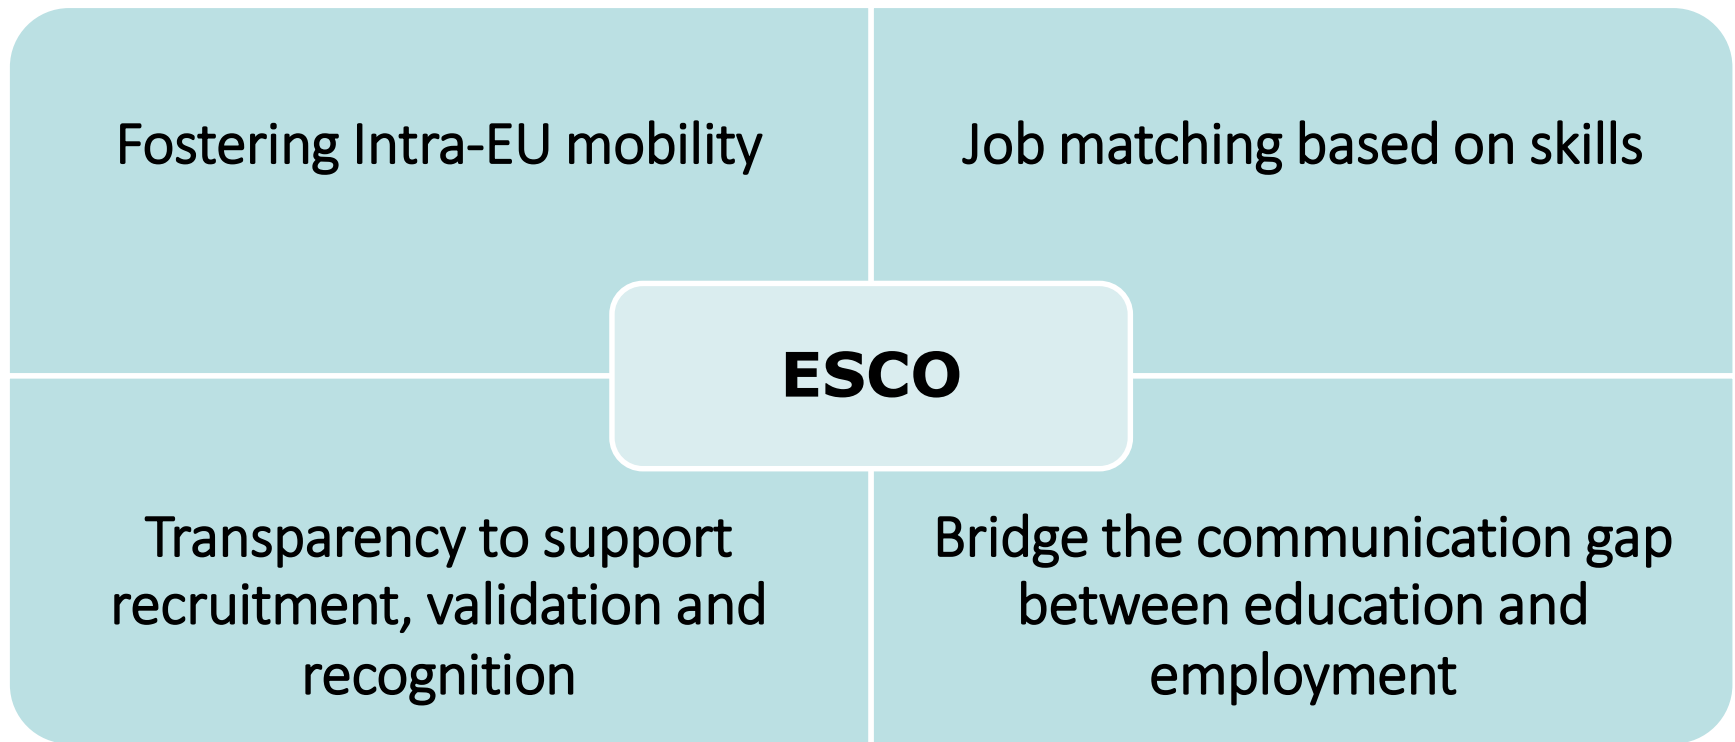 Fostering Intra-EU mobility
Job matching based on skills
ESCO
Transparency to support
recruitment, validation and
recognition
Bridge the communication gap
between education and
employment